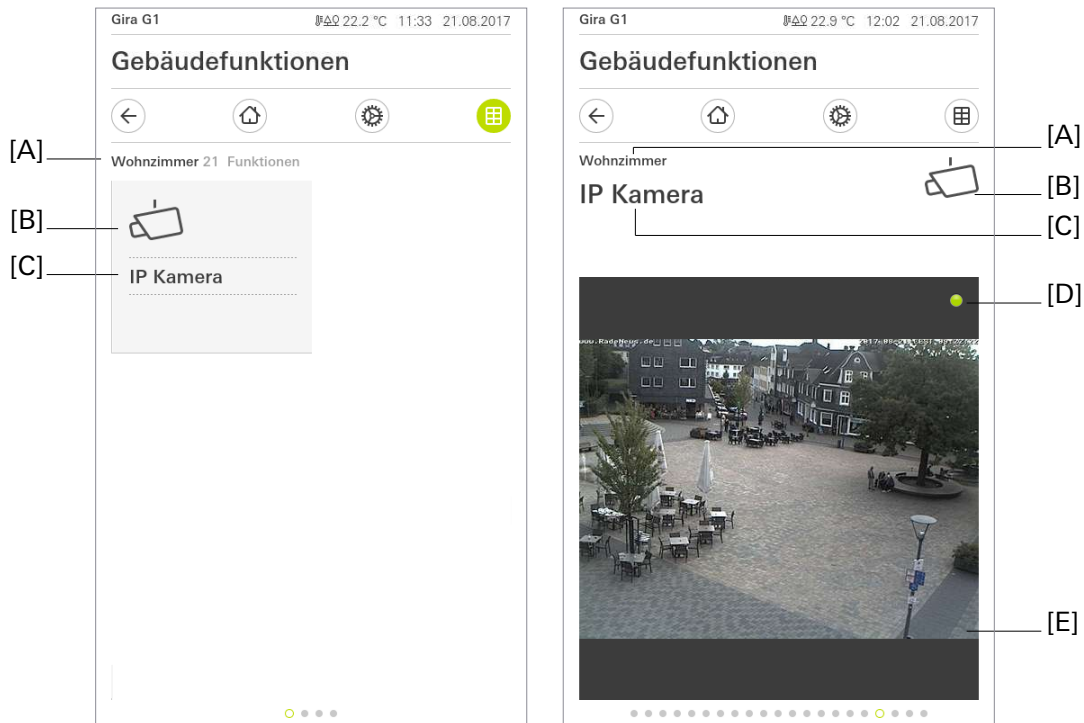 Gira G1 22.2 °C 11:33 21.08.2017
Gebäudefunktionen
[A] Wohnzimmer 21 Funktionen
[B]
[C] IP Kamera
Gira G1 22.9 °C 12:02 21.08.2017
Gebäudefunktionen
[A]
Wohnzimmer
[B]
IP Kamera
[C]
[D]
www.RadeNews.de
[E]